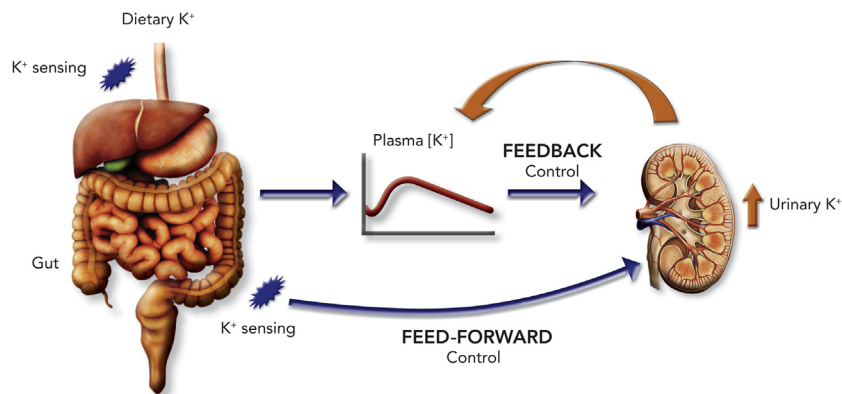 Dietary K⁺
K⁺ sensing
Plasma [K⁺]
FEEDBACK
Control
Urinary K⁺
Gut
K⁺ sensing
FEED-FORWARD
Control